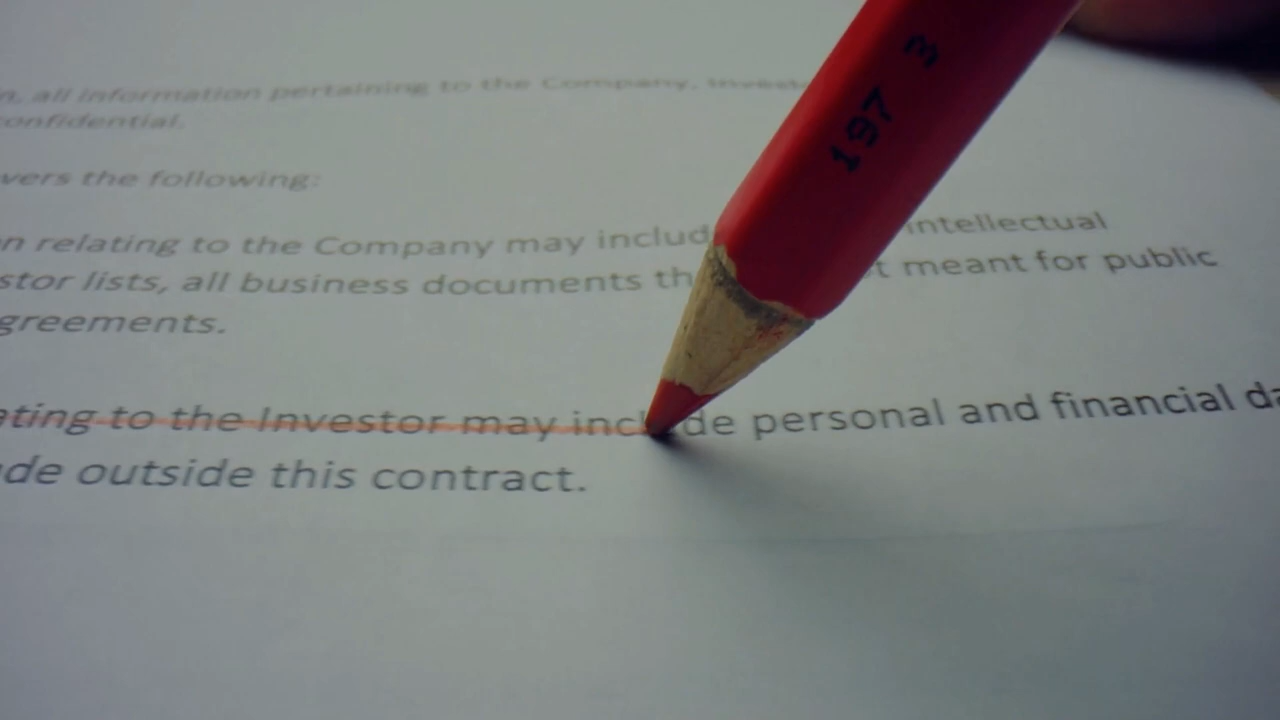 n, all information pertaining to the Company, Invest
confidential.
vers the following:
n relating to the Company may includ intellectual
stor lists, all business documents th t meant for public
greements.
ating to the Investor may include personal and financial da
de outside this contract.
197 3